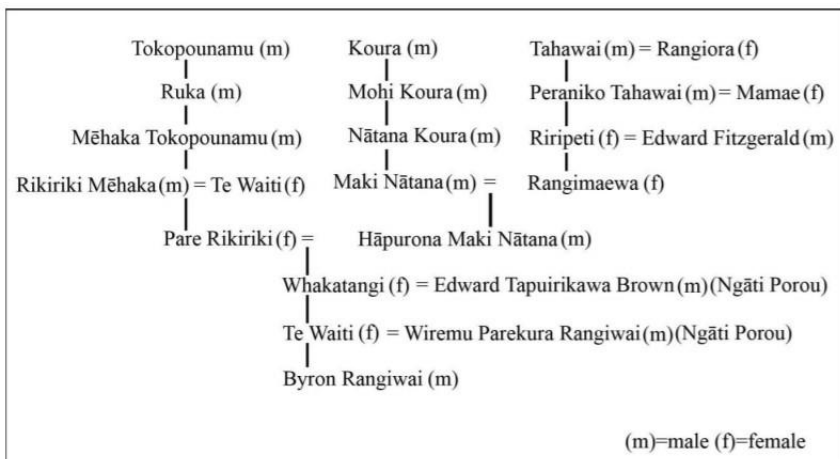 Tokopounamu (m) Koura (m) Tahawai (m) = Rangiora (f)
Ruka (m) Mohi Koura (m) Peraniko Tahawai (m) = Mamae (f)
Mēhaka Tokopounamu (m) Nātana Koura (m) Riripeti (f) = Edward Fitzgerald (m)
Rikiriki Mēhaka (m) = Te Waiti (f) Maki Nātana (m) = Rangimaewa (f)
Pare Rikiriki (f) = Hāpurona Maki Nātana (m)
Whakatangi (f) = Edward Tapuirikawa Brown (m) (Ngāti Porou)
Te Waiti (f) = Wiremu Parekura Rangiwai (m) (Ngāti Porou)
Byron Rangiwai (m)
(m)=male (f)=female